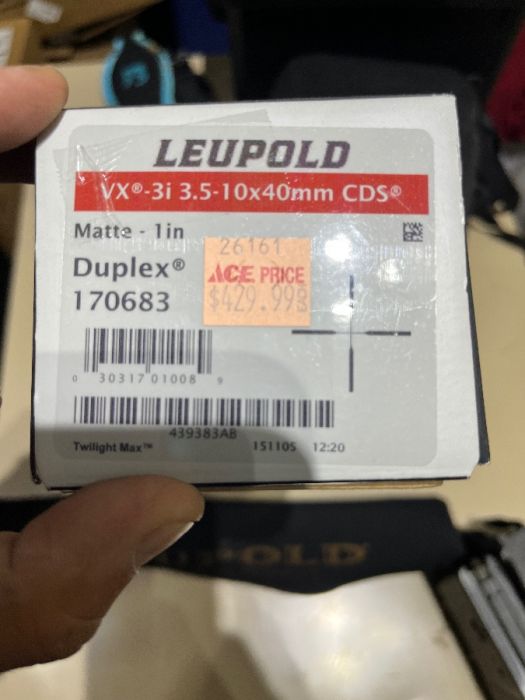 LEUPOLD
VX®-3i 3.5-10x40mm CDS®
Matte - 1in
Duplex®
170683
26161
ACE PRICE
$429.99B
0 30317 01008 9
439383AB
Twilight Max™
151105 12:20